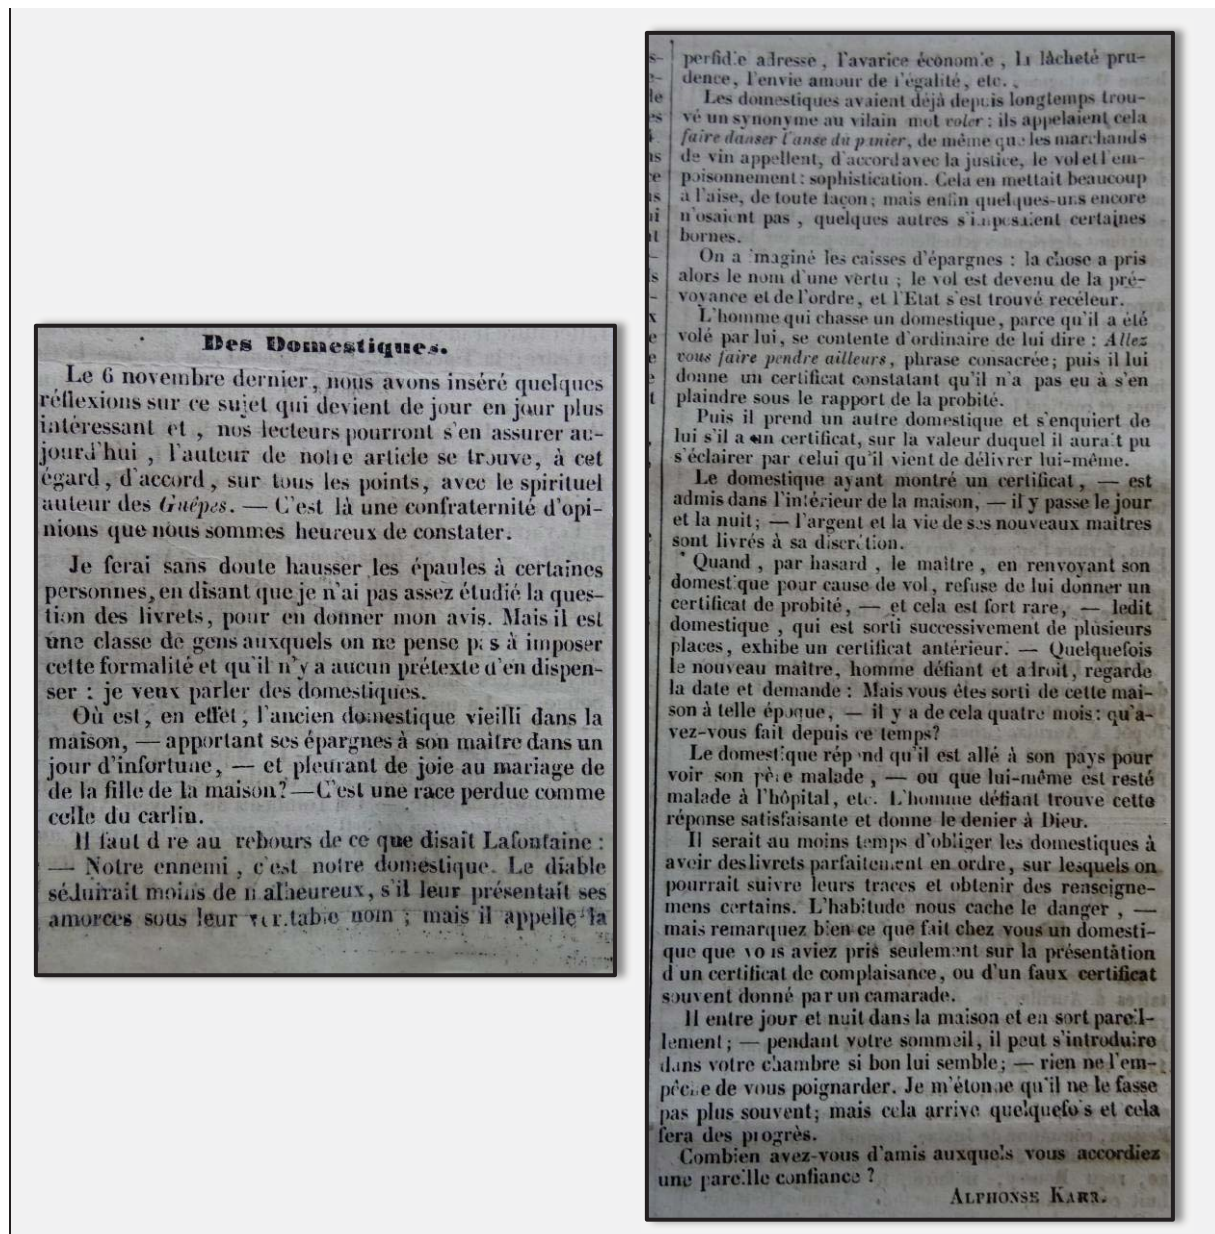 Des Domestiques.
Le 6 novembre dernier, nous avons inséré quelques
réflexions sur ce sujet qui devient de jour en jour plus
intéressant et , nos lecteurs pourront s'en assurer au-
jourd'hui , l'auteur de notre article se trouve, à cet
égard, d'accord, sur tous les points, avec le spirituel
auteur des Guêpes. — C'est là une confraternité d'opi-
nions que nous sommes heureux de constater.
Je ferai sans doute hausser les épaules à certaines
personnes, en disant que je n'ai pas assez étudié la ques-
tion des livrets, pour en donner mon avis. Mais il est
une classe de gens auxquels on ne pense pas à imposer
cette formalité et qu'il n'y a aucun prétexte d'en dispen-
ser : je veux parler des domestiques.
Où est, en effet, l'ancien domestique vieilli dans la
maison, — apportant ses épargnes à son maître dans un
jour d'infortune, — et pleurant de joie au mariage de
de la fille de la maison? — C'est une race perdue comme
celle du carlin.
Il faut dire au rebours de ce que disait Lafontaine :
— Notre ennemi, c'est notre domestique. Le diable
séduirait moins de malheureux, s'il leur présentait ses
amorces sous leur véritable nom ; mais il appelle la
perfidie adresse, l'avarice économie, la lâcheté pru-
dence, l'envie amour de l'égalité, etc.
Les domestiques avaient déjà depuis longtemps trou-
vé un synonyme au vilain mot voler : ils appelaient cela
faire danser l'anse du panier, de même que les marchands
de vin appellent, d'accord avec la justice, le vol et l'em-
poisonnement : sophistication. Cela en mettait beaucoup
à l'aise, de toute façon ; mais enfin quelques-uns encore
n'osaient pas , quelques autres s'imposaient certaines
bornes.
On a imaginé les caisses d'épargnes : la chose a pris
alors le nom d'une vertu ; le vol est devenu de la pré-
voyance et de l'ordre, et l'Etat s'est trouvé recéleur.
L'homme qui chasse un domestique, parce qu'il a été
volé par lui, se contente d'ordinaire de lui dire : Allez
vous faire pendre ailleurs, phrase consacrée; puis il lui
donne un certificat constatant qu'il n'a pas eu à s'en
plaindre sous le rapport de la probité.
Puis il prend un autre domestique et s'enquiert de
lui s'il a un certificat, sur la valeur duquel il aurait pu
s'éclairer par celui qu'il vient de délivrer lui-même.
Le domestique ayant montré un certificat, — est
admis dans l'intérieur de la maison, — il y passe le jour
et la nuit; — l'argent et la vie de ses nouveaux maîtres
sont livrés à sa discrétion.
Quand , par hasard , le maître, en renvoyant son
domestique pour cause de vol, refuse de lui donner un
certificat de probité, — et cela est fort rare, — ledit
domestique , qui est sorti successivement de plusieurs
places, exhibe un certificat antérieur. — Quelquefois
le nouveau maître, homme défiant et adroit, regarde
la date et demande : Mais vous êtes sorti de cette mai-
son à telle époque, — il y a de cela quatre mois : qu'a-
vez-vous fait depuis ce temps?
Le domestique répond qu'il est allé à son pays pour
voir son père malade, — ou que lui-même est resté
malade à l'hôpital, etc. L'homme défiant trouve cette
réponse satisfaisante et donne le denier à Dieu.
Il serait au moins temps d'obliger les domestiques à
avoir des livrets parfaitement en ordre, sur lesquels on
pourrait suivre leurs traces et obtenir des renseigne-
mens certains. L'habitude nous cache le danger , —
mais remarquez bien ce que fait chez vous un domesti-
que que vous aviez pris seulement sur la présentation
d'un certificat de complaisance, ou d'un faux certificat
souvent donné par un camarade.
Il entre jour et nuit dans la maison et en sort pareil-
lement; — pendant votre sommeil, il peut s'introduire
dans votre chambre si bon lui semble; — rien ne l'em-
pêche de vous poignarder. Je m'étonne qu'il ne le fasse
pas plus souvent; mais cela arrive quelquefois et cela
fera des progrès.
Combien avez-vous d'amis auxquels vous accordiez
une pareille confiance ?
ALPHONSE KARR.